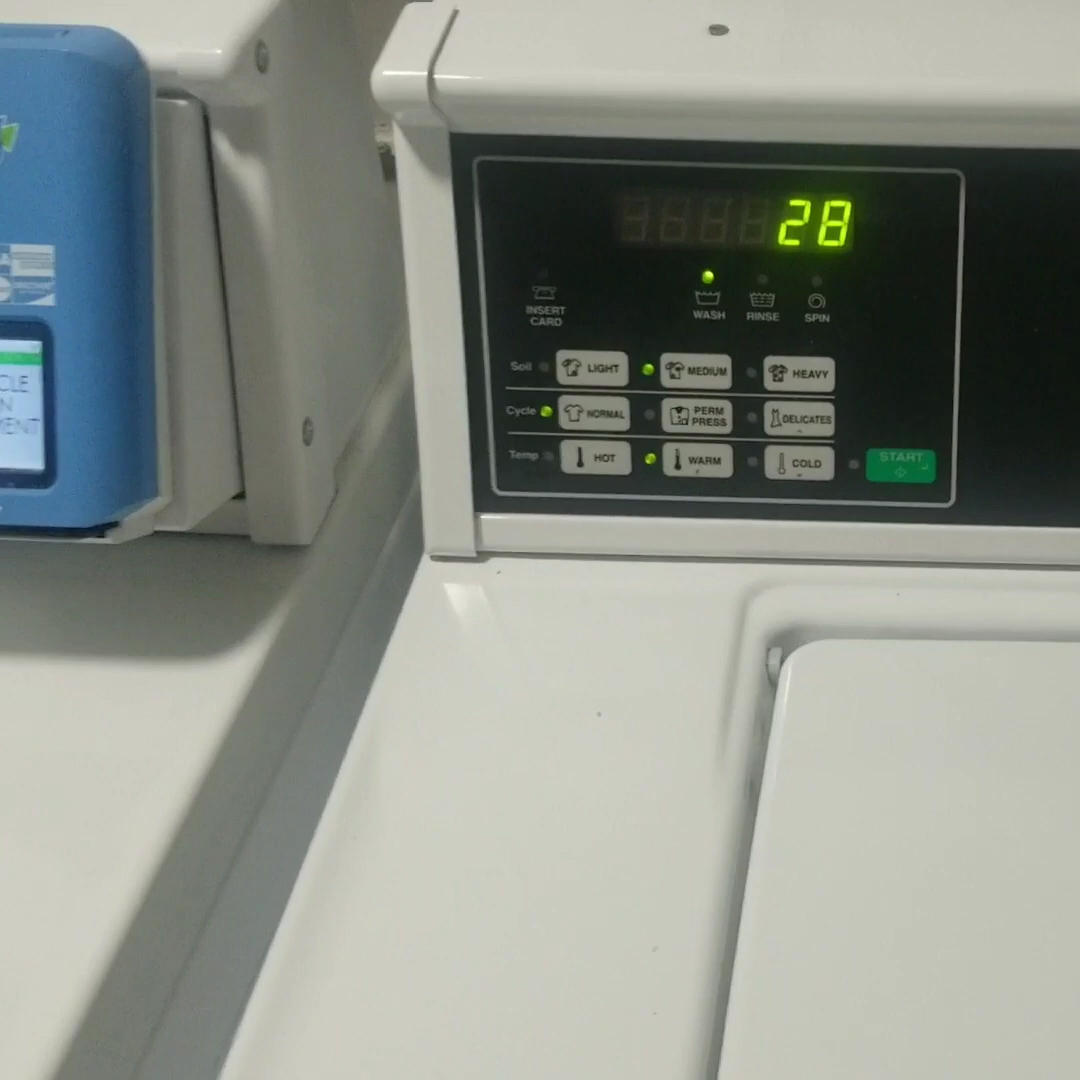 28
INSERT
CARD
WASH
RINSE
SPIN
Soil
LIGHT
MEDIUM
HEAVY
Cycle
NORMAL
PERM
PRESS
DELICATES
Temp
HOT
WARM
COLD
START